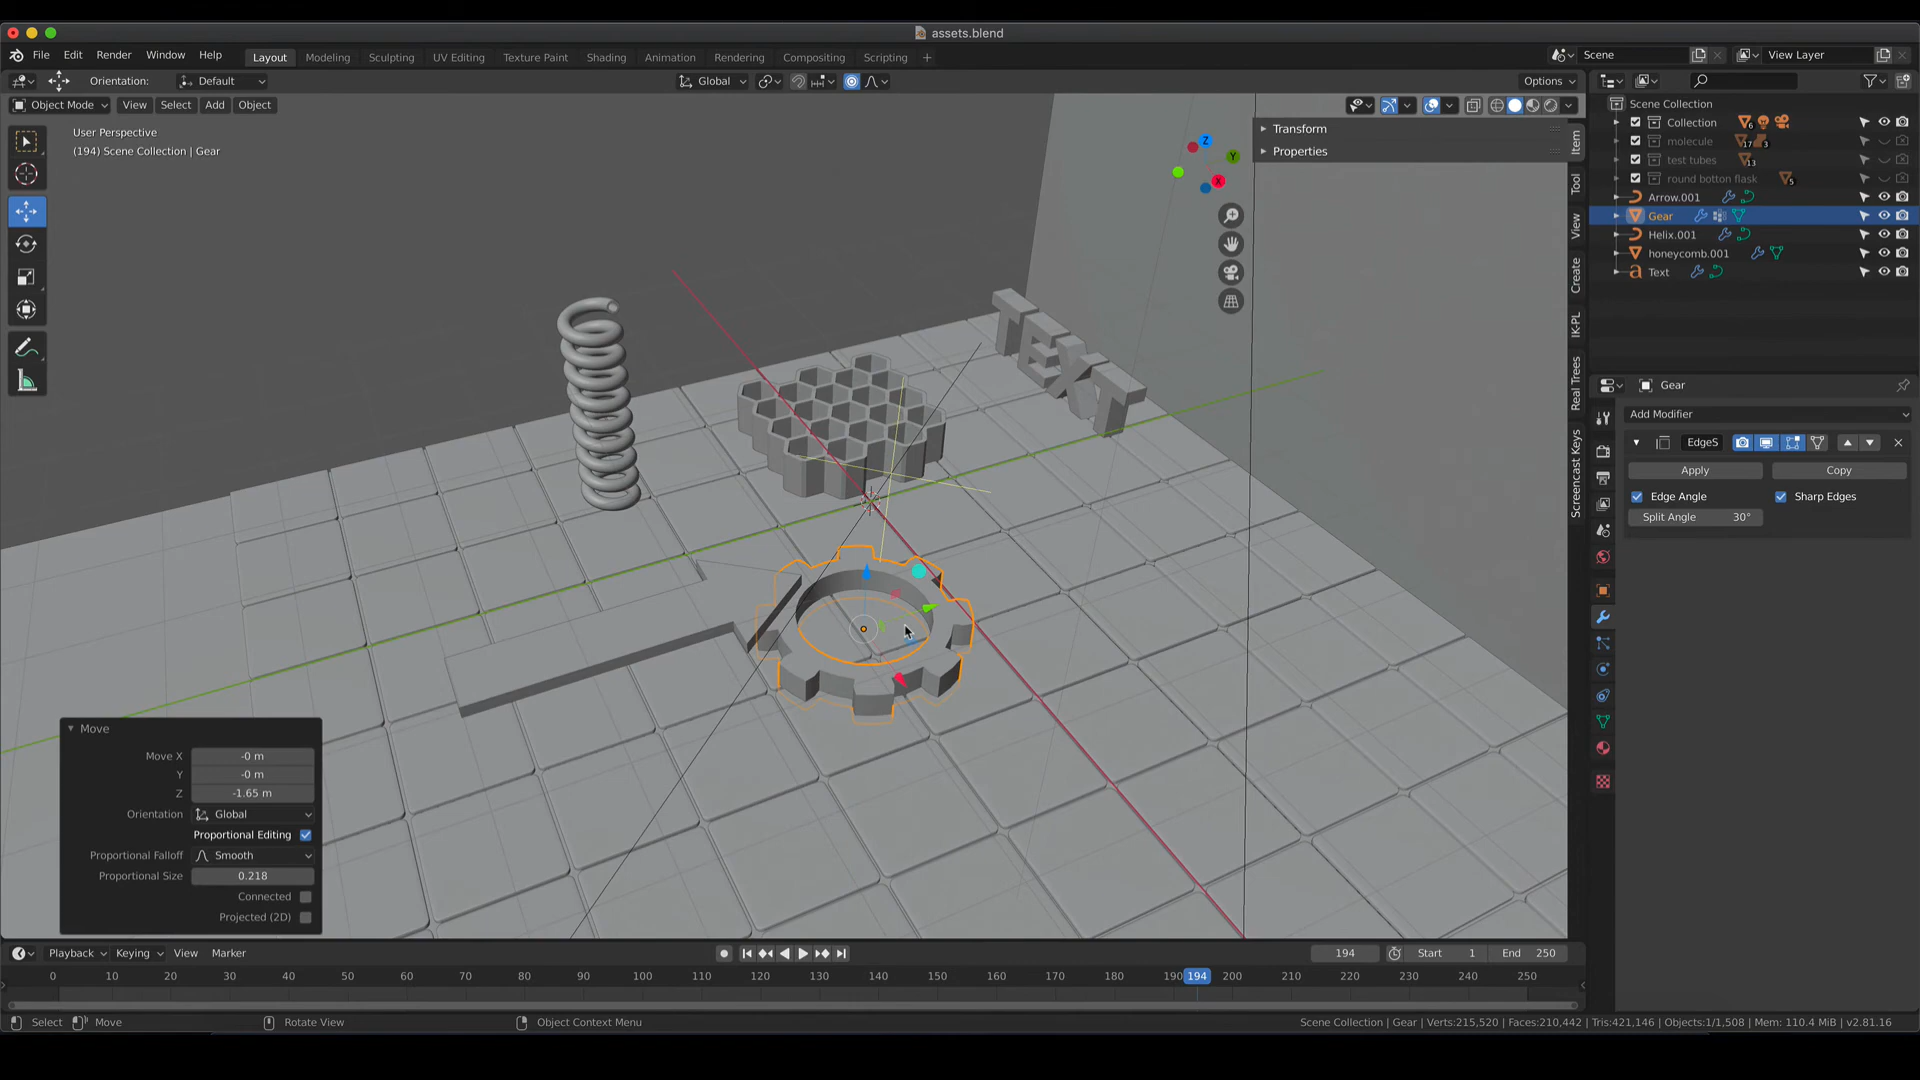 assets.blend
File Edit Render Window Help Layout Modeling Sculpting UV Editing Texture Paint Shading Animation Rendering Compositing Scripting + Scene View Layer
Orientation: Default Global Options
Object Mode View Select Add Object
User Perspective
(194) Scene Collection | Gear
Z
Y
X
TEXT
Transform
Properties
Item
Tool
View
Create
IK-PL
Real Trees
Screencast Keys
Scene Collection
Collection 6
molecule 17 3
test tubes 13
round botton flask 5
Arrow.001
Gear
Helix.001
honeycomb.001
Text
Gear
Add Modifier
EdgeS
Apply Copy
Edge Angle Sharp Edges
Split Angle 30°
Move
Move X -0 m
Y -0 m
Z -1.65 m
Orientation Global
Proportional Editing
Proportional Falloff Smooth
Proportional Size 0.218
Connected
Projected (2D)
Playback Keying View Marker 194 Start 1 End 250
0 10 20 30 40 50 60 70 80 90 100 110 120 130 140 150 160 170 180 190 194 200 210 220 230 240 250
Select Move Rotate View Object Context Menu Scene Collection | Gear | Verts:215,520 | Faces:210,442 | Tris:421,146 | Objects:1/1,508 | Mem: 110.4 MiB | v2.81.16